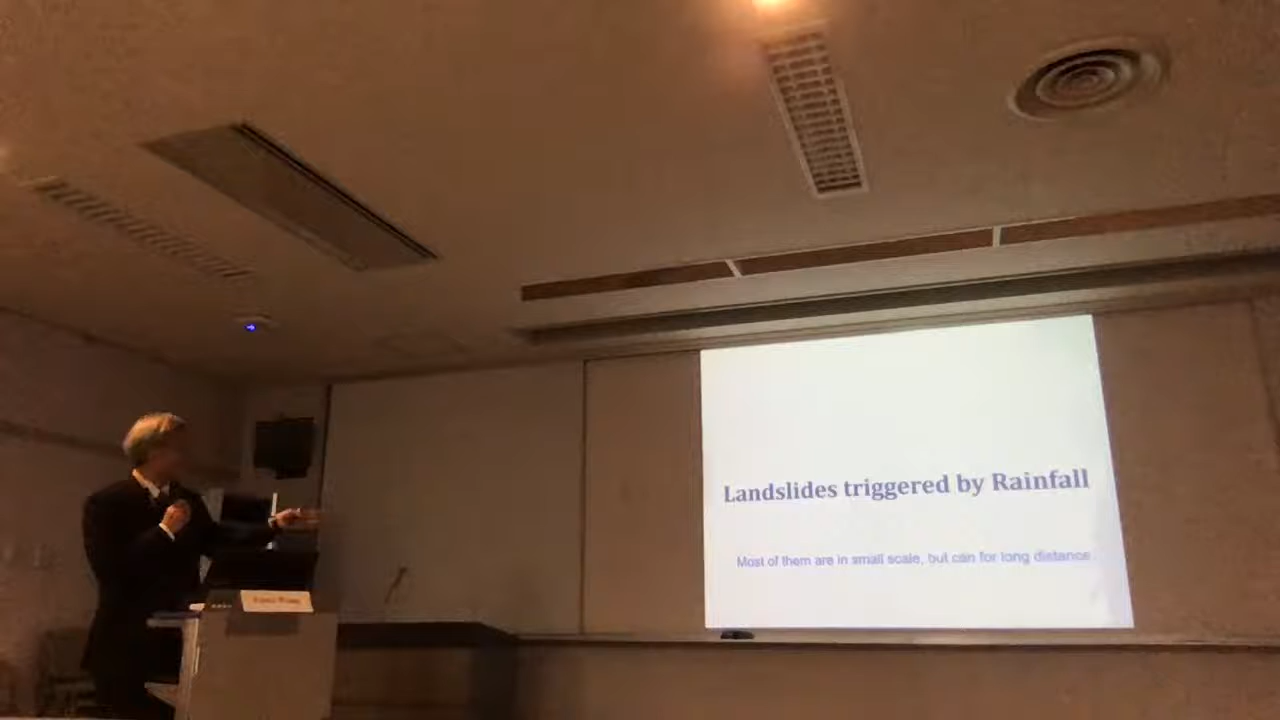 Landslides triggered by Rainfall
Most of them are in small scale, but can for long distance